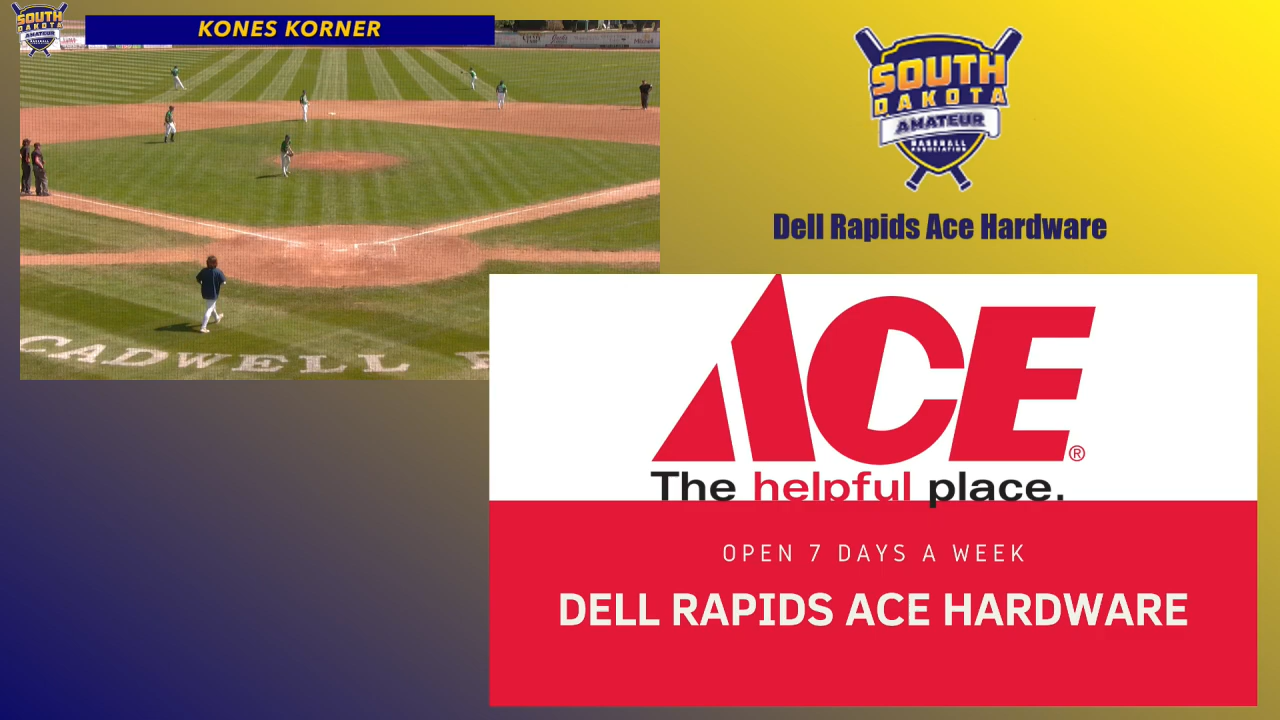 SOUTH
DAKOTA
AMATEUR
KONES KORNER
CADWELL
SOUTH
DAKOTA
AMATEUR
BASEBALL
ASSOCIATION
Dell Rapids Ace Hardware
ACE®
The helpful place.
OPEN 7 DAYS A WEEK
DELL RAPIDS ACE HARDWARE